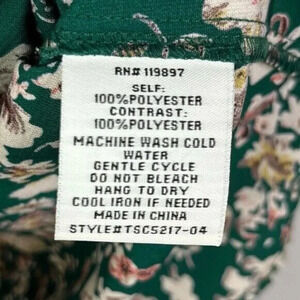 RN# 119897
SELF:
100%POLYESTER
CONTRAST:
100%POLYESTER
MACHINE WASH COLD
WATER
GENTLE CYCLE
DO NOT BLEACH
HANG TO DRY
COOL IRON IF NEEDED
MADE IN CHINA
STYLE#TSC5217-04